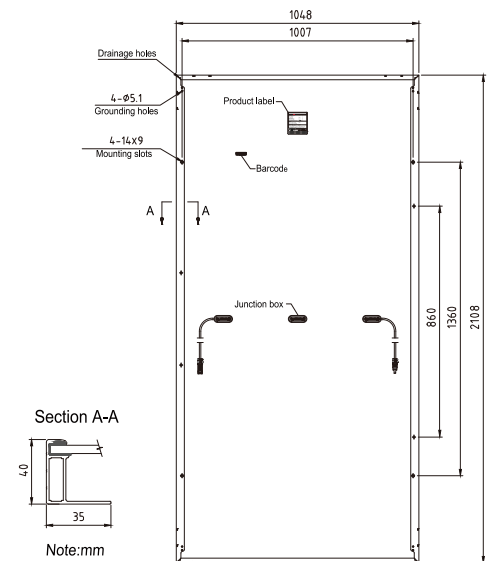 1048
1007
Drainage holes
4-Ø5.1
Grounding holes
Product label
4-14x9
Mounting slots
Barcode
A
A
Junction box
860
1360
2108
Section A-A
40
35
Note:mm